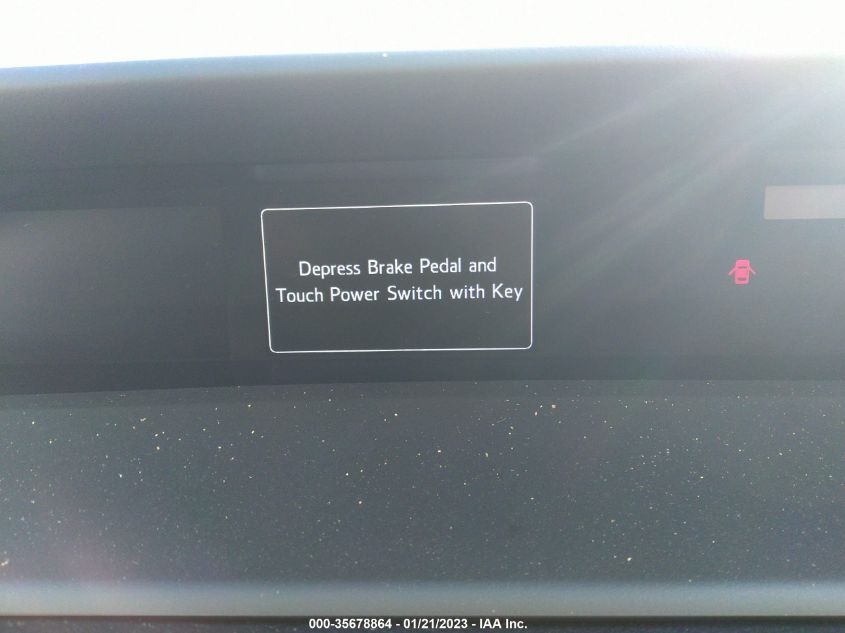 Depress Brake Pedal and
Touch Power Switch with Key
000-35678864 - 01/21/2023 - IAA Inc.